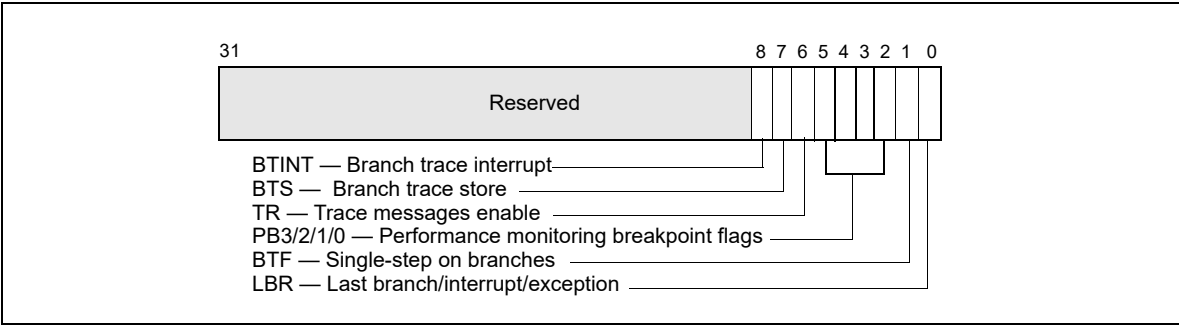 31 8 7 6 5 4 3 2 1 0
Reserved
BTINT — Branch trace interrupt
BTS — Branch trace store
TR — Trace messages enable
PB3/2/1/0 — Performance monitoring breakpoint flags
BTF — Single-step on branches
LBR — Last branch/interrupt/exception